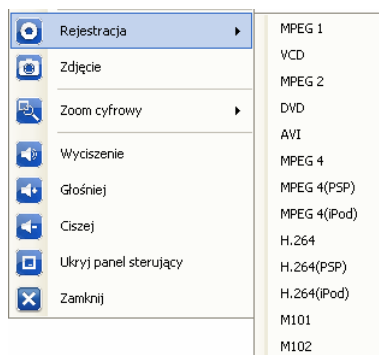 Rejestracja
Zdjęcie
Zoom cyfrowy
Wyciszenie
Głośniej
Ciszej
Ukryj panel sterujący
Zamknij
MPEG 1
VCD
MPEG 2
DVD
AVI
MPEG 4
MPEG 4(PSP)
MPEG 4(iPod)
H.264
H.264(PSP)
H.264(iPod)
M101
M102